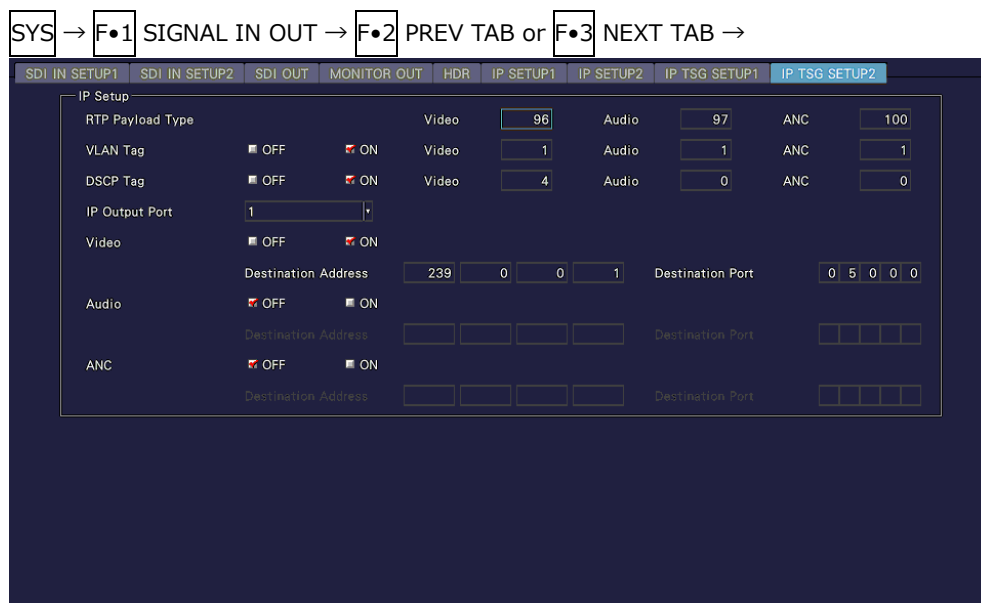 SYS → F•1 SIGNAL IN OUT → F•2 PREV TAB or F•3 NEXT TAB →
SDI IN SETUP1 SDI IN SETUP2 SDI OUT MONITOR OUT HDR IP SETUP1 IP SETUP2 IP TSG SETUP1 IP TSG SETUP2
IP Setup
RTP Payload Type Video 96 Audio 97 ANC 100
VLAN Tag OFF ON Video 1 Audio 1 ANC 1
DSCP Tag OFF ON Video 4 Audio 0 ANC 0
IP Output Port 1
Video OFF ON
Destination Address 239 0 0 1 Destination Port 0 5 0 0 0
Audio OFF ON
Destination Address Destination Port
ANC OFF ON
Destination Address Destination Port